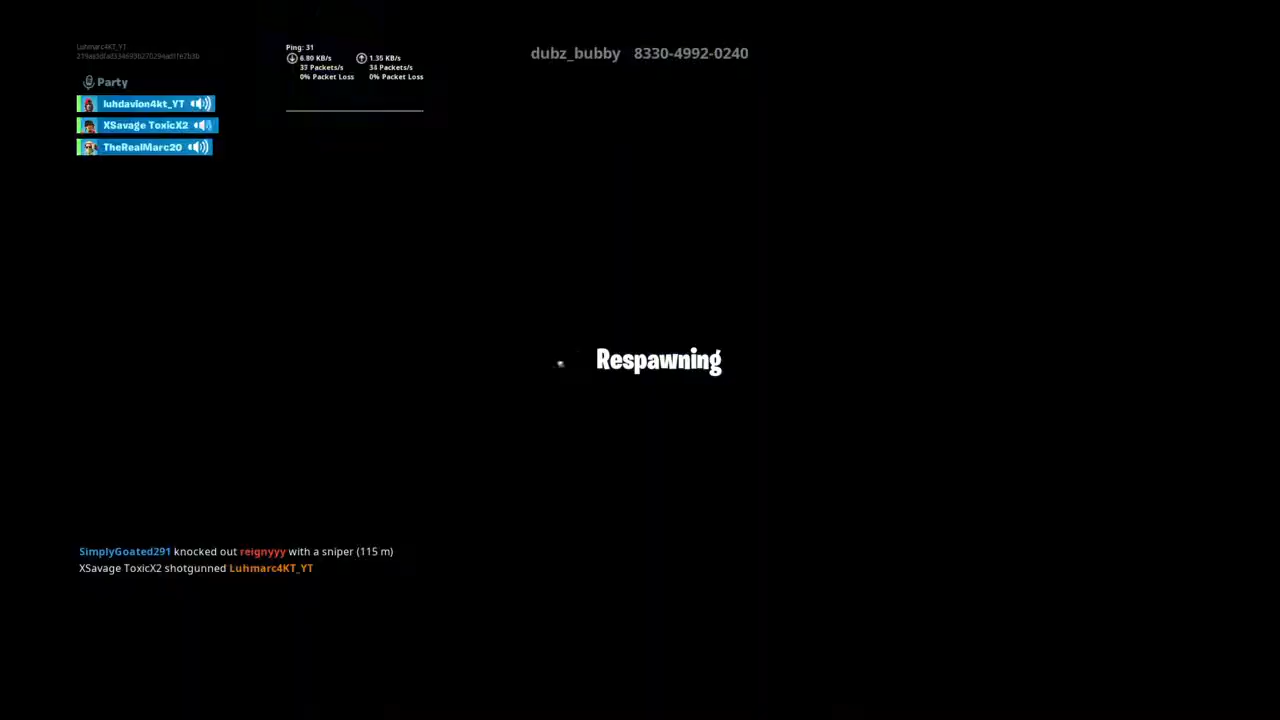 Luhmarc4KT_YT
Ping: 31
6.89 KB/s 1.35 KB/s
33 Packets/s 34 Packets/s
0% Packet Loss 0% Packet Loss
dubz_bubby 8330-4992-0240
Party
luhdavion4kt_YT
XSavage ToxicX2
TheRealMarc20
Respawning
SimplyGoated291 knocked out reignyyy with a sniper (115 m)
XSavage ToxicX2 shotgunned Luhmarc4KT_YT